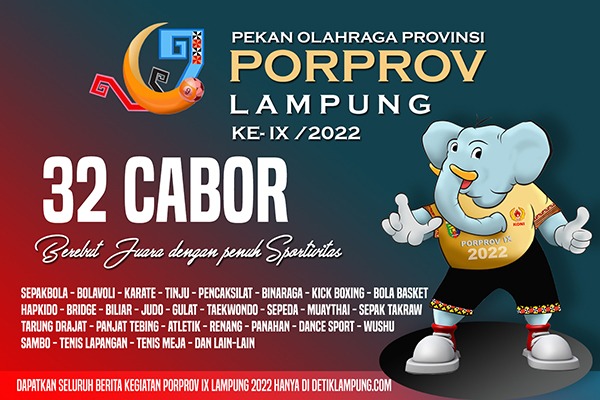 PEKAN OLAHRAGA PROVINSI
PORPROV
LAMPUNG
KE-IX /2022
32 CABOR
Berebut Juara dengan penuh Sportivitas
SEPAKBOLA - BOLAVOLI - KARATE - TINJU - PENCAKSILAT - BINARAGA - KICK BOXING - BOLA BASKET
HAPKIDO - BRIDGE - BILIAR - JUDO - GULAT - TAEKWONDO - SEPEDA - MUAYTHAI - SEPAK TAKRAW
TARUNG DRAJAT - PANJAT TEBING - ATLETIK - RENANG - PANAHAN - DANCE SPORT - WUSHU
SAMBO - TENIS LAPANGAN - TENIS MEJA - DAN LAIN-LAIN
KONI
PORPROV IX
2022
DAPATKAN SELURUH BERITA KEGIATAN PORPROV IX LAMPUNG 2022 HANYA DI DETIKLAMPUNG.COM